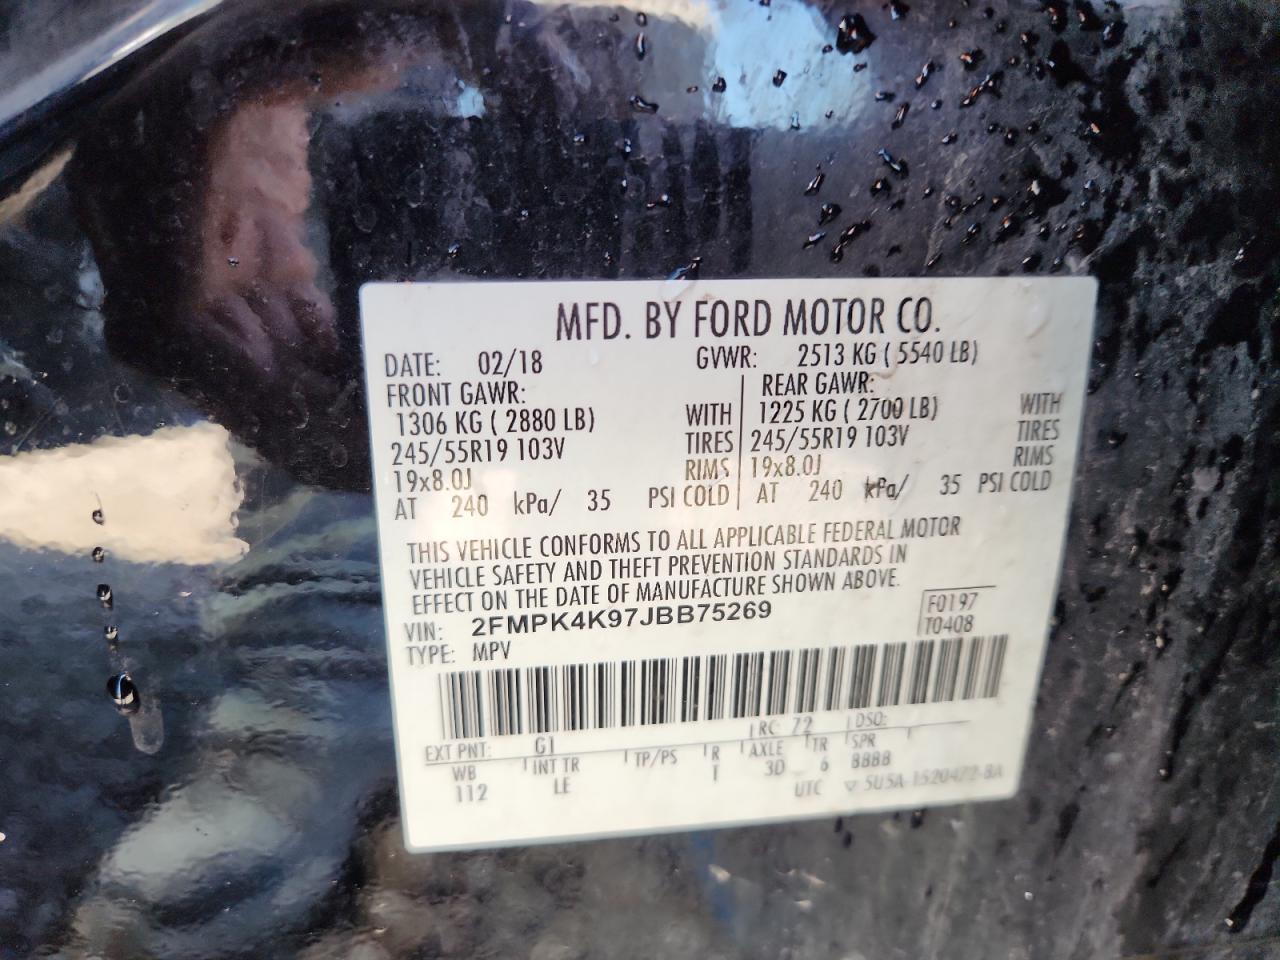 MFD. BY FORD MOTOR CO.
DATE: 02/18 GVWR: 2513 KG ( 5540 LB)
FRONT GAWR: REAR GAWR:
1306 KG ( 2880 LB) WITH 1225 KG ( 2700 LB) WITH
245/55R19 103V TIRES 245/55R19 103V TIRES
19x8.0J RIMS 19x8.0J RIMS
AT 240 kPa/ 35 PSI COLD AT 240 kPa/ 35 PSI COLD
THIS VEHICLE CONFORMS TO ALL APPLICABLE FEDERAL MOTOR
VEHICLE SAFETY AND THEFT PREVENTION STANDARDS IN
EFFECT ON THE DATE OF MANUFACTURE SHOWN ABOVE.
VIN: 2FMPK4K97JBB75269 F0197
TYPE: MPV T0408
EXT PNT: G1 RC: 72 DSO:
WB INT TR TP/PS R AXLE TR SPR
112 LE I 3D 6 8888
UTC 5U5A-1520472-BA